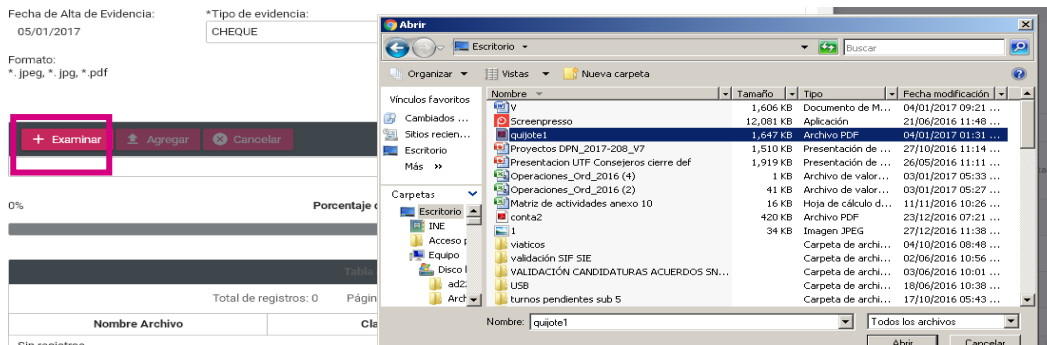 Fecha de Alta de Evidencia:
*Tipo de evidencia:
05/01/2017
CHEQUE
Formato:
*. jpeg, *. jpg, *.pdf
+ Examinar
Agregar
Cancelar
0%
Porcentaje
Tabla
Total de registros: 0
Nombre Archivo
Sin registros
Abrir
Escritorio
Buscar
Organizar
Vistas
Nueva carpeta
Vínculos favoritos
Cambiados ...
Sitios recien...
Escritorio
Más »
Carpetas
Escritorio
INE
Acceso
Equipo
Disco
Nombre Tamaño Tipo Fecha modificación
V 1,606 KB Documento de M... 04/01/2017 09:21 ...
Screenpresso 12,081 KB Aplicación 21/06/2016 11:48 ...
quijote1 1,647 KB Archivo PDF 04/01/2017 01:31 ...
Proyectos DPN_2017-208_V7 1,510 KB Presentación de ... 27/10/2016 11:14 ...
Presentacion UTF Consejeros cierre def 1,919 KB Presentación de ... 26/05/2016 11:11 ...
Operaciones_Ord_2016 (4) 1 KB Archivo de valor... 03/01/2017 05:33 ...
Operaciones_Ord_2016 (2) 41 KB Archivo de valor... 03/01/2017 05:27 ...
Matriz de actividades anexo 10 16 KB Hoja de cálculo d... 11/11/2016 10:26 ...
conta2 420 KB Archivo PDF 23/12/2016 07:21 ...
1 34 KB Imagen JPEG 27/12/2016 11:38 ...
viaticos Carpeta de archi... 04/10/2016 08:48 ...
validación SIF SIE Carpeta de archi... 02/06/2016 10:56 ...
VALIDACIÓN CANDIDATURAS ACUERDOS SN... Carpeta de archi... 03/06/2016 10:01 ...
USB Carpeta de archi... 18/06/2016 10:38 ...
turnos pendientes sub 5 Carpeta de archi... 17/10/2016 05:43 ...
Nombre: quijote1
Todos los archivos
Abrir
Cancelar